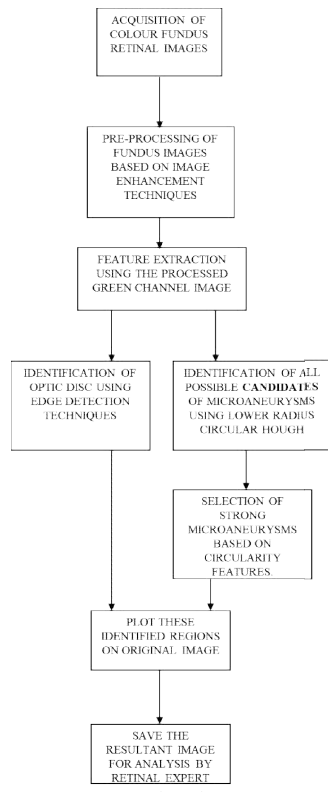 ACQUISITION OF
COLOUR FUNDUS
RETINAL IMAGES
PRE-PROCESSING OF
FUNDUS IMAGES
BASED ON IMAGE
ENHANCEMENT
TECHNIQUES
FEATURE EXTRACTION
USING THE PROCESSED
GREEN CHANNEL IMAGE
IDENTIFICATION OF
OPTIC DISC USING
EDGE DETECTION
TECHNIQUES
IDENTIFICATION OF ALL
POSSIBLE CANDIDATES
OF MICROANEURYSMS
USING LOWER RADIUS
CIRCULAR HOUGH
SELECTION OF
STRONG
MICROANEURYSMS
BASED ON
CIRCULARITY
FEATURES.
PLOT THESE
IDENTIFIED REGIONS
ON ORIGINAL IMAGE
SAVE THE
RESULTANT IMAGE
FOR ANALYSIS BY
RETINAL EXPERT